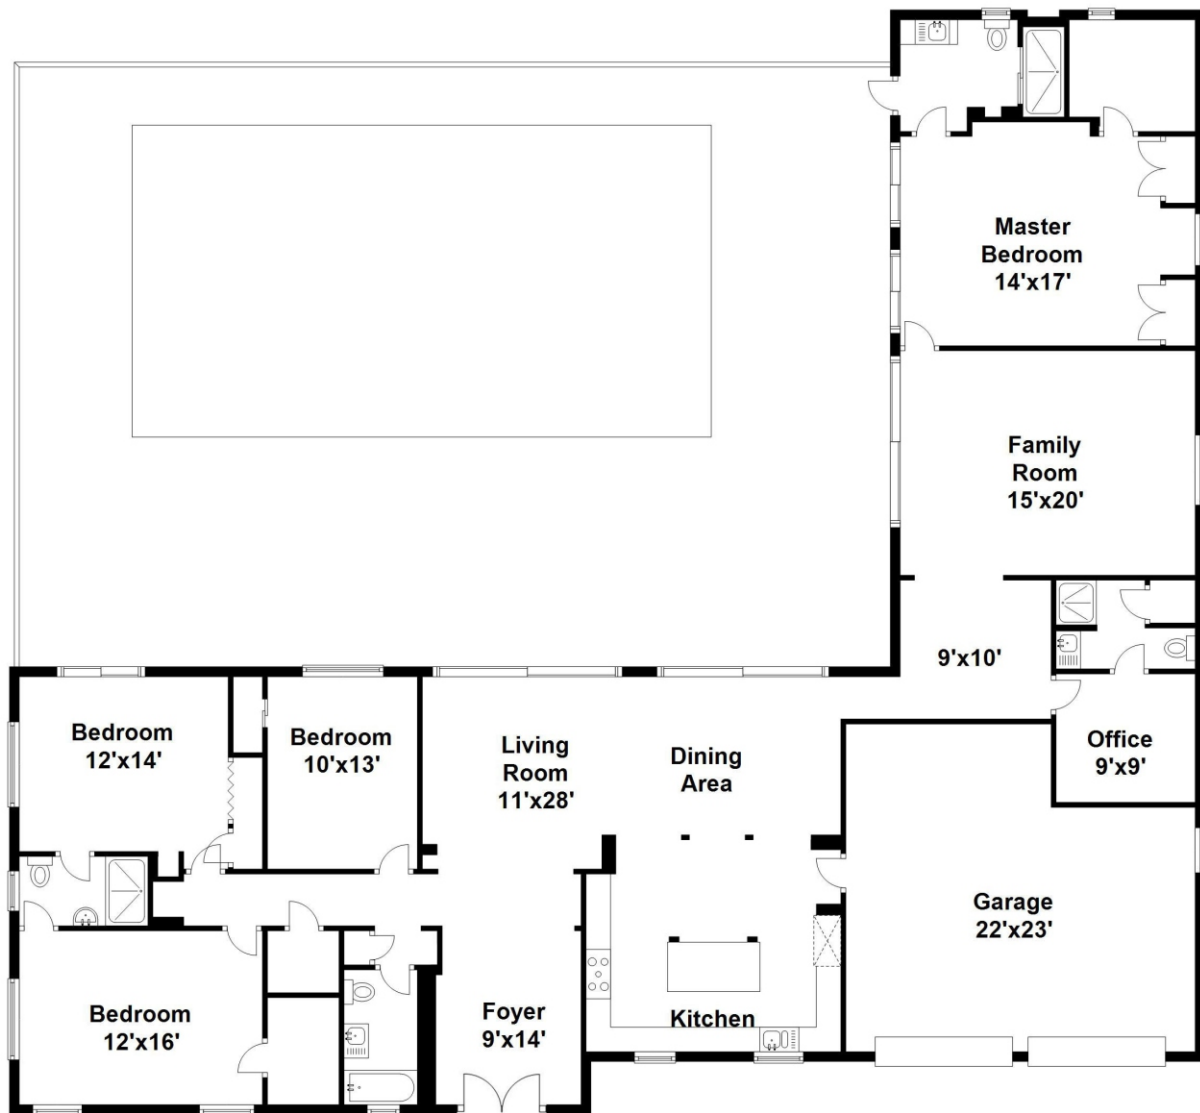 Master
Bedroom
14'x17'
Family
Room
15'x20'
9'x10'
Office
9'x9'
Bedroom
12'x14'
Bedroom
10'x13'
Living
Room
11'x28'
Dining
Area
Garage
22'x23'
Bedroom
12'x16'
Foyer
9'x14'
Kitchen